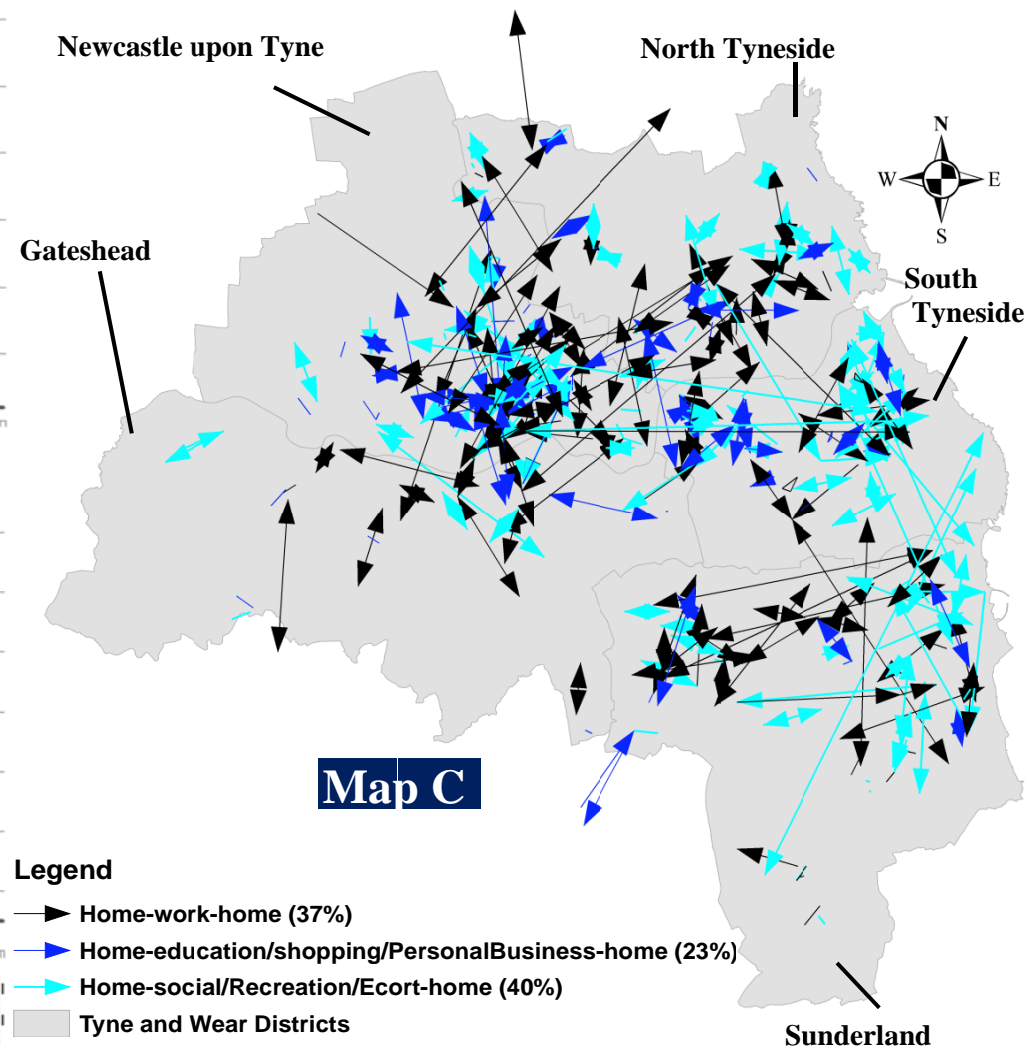 Newcastle upon Tyne
North Tyneside
N
W
E
S
Gateshead
South
Tyneside
Map C
Legend
Home-work-home (37%)
Home-education/shopping/PersonalBusiness-home (23%)
Home-social/Recreation/Ecort-home (40%)
Tyne and Wear Districts
Sunderland